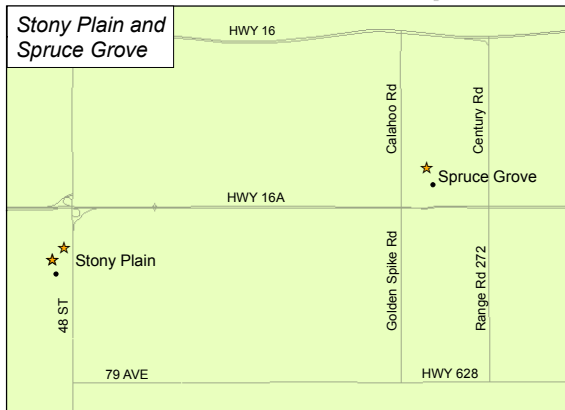 Stony Plain and
Spruce Grove
HWY 16
Calahoo Rd
Century Rd
Spruce Grove
HWY 16A
Stony Plain
48 ST
Golden Spike Rd
Range Rd 272
79 AVE
HWY 628